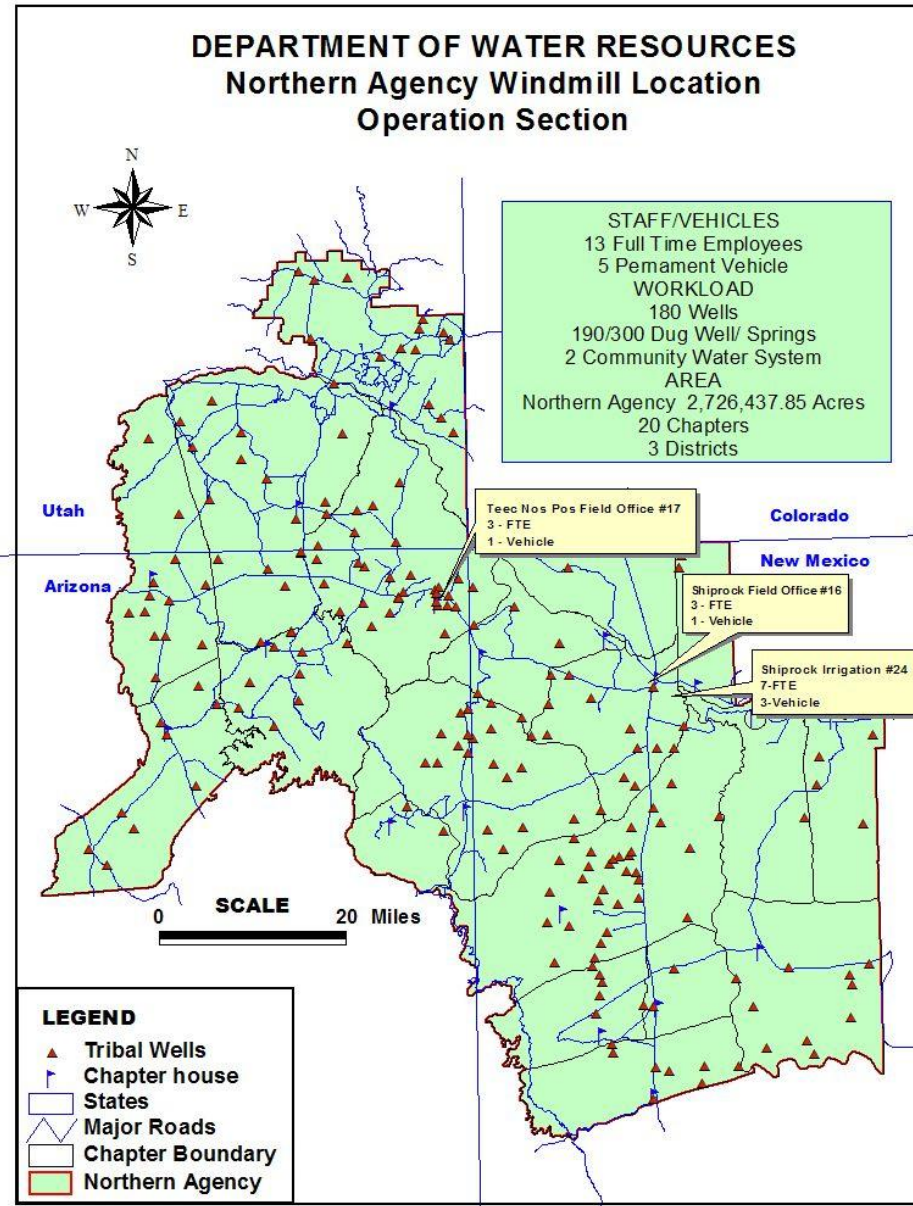 DEPARTMENT OF WATER RESOURCES
Northern Agency Windmill Location
Operation Section
N
W
E
S
STAFF/VEHICLES
13 Full Time Employees
5 Pernament Vehicle
WORKLOAD
180 Wells
190/300 Dug Well/ Springs
2 Community Water System
AREA
Northern Agency 2,726,437.85 Acres
20 Chapters
3 Districts
Utah
Teec Nos Pos Field Office #17
3 - FTE
1 - Vehicle
Colorado
New Mexico
Arizona
Shiprock Field Office #16
3 - FTE
1 - Vehicle
Shiprock Irrigation #24
7-FTE
3-Vehicle
SCALE
0 20 Miles
LEGEND
Tribal Wells
Chapter house
States
Major Roads
Chapter Boundary
Northern Agency